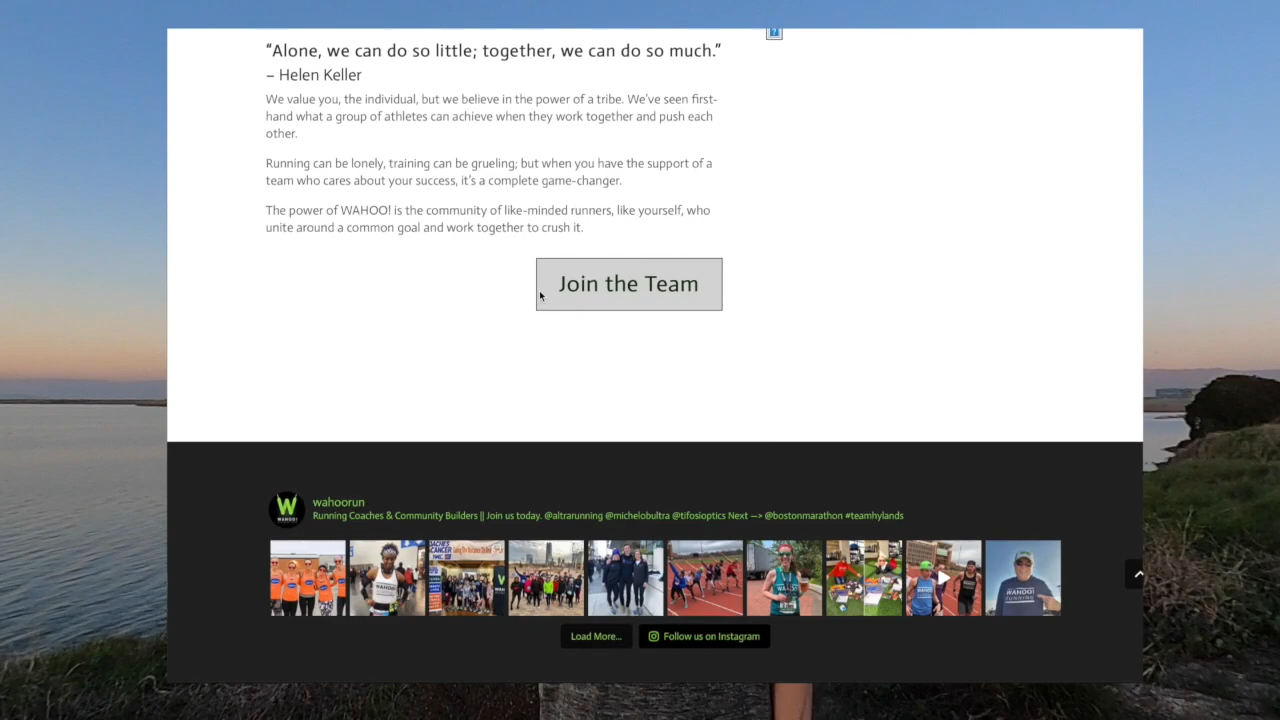 “Alone, we can do so little; together, we can do so much.”
– Helen Keller
We value you, the individual, but we believe in the power of a tribe. We’ve seen first-
hand what a group of athletes can achieve when they work together and push each
other.
Running can be lonely, training can be grueling; but when you have the support of a
team who cares about your success, it’s a complete game-changer.
The power of WAHOO! is the community of like-minded runners, like yourself, who
unite around a common goal and work together to crush it.
Join the Team
W
WAHOO!
wahoorun
Running Coaches & Community Builders || Join us today. @altrarunning @michelobultra @tifosioptics Next —> @bostonmarathon #teamhylands
WAHOO!
WAHOO!
RUNNING
Load More...
Follow us on Instagram